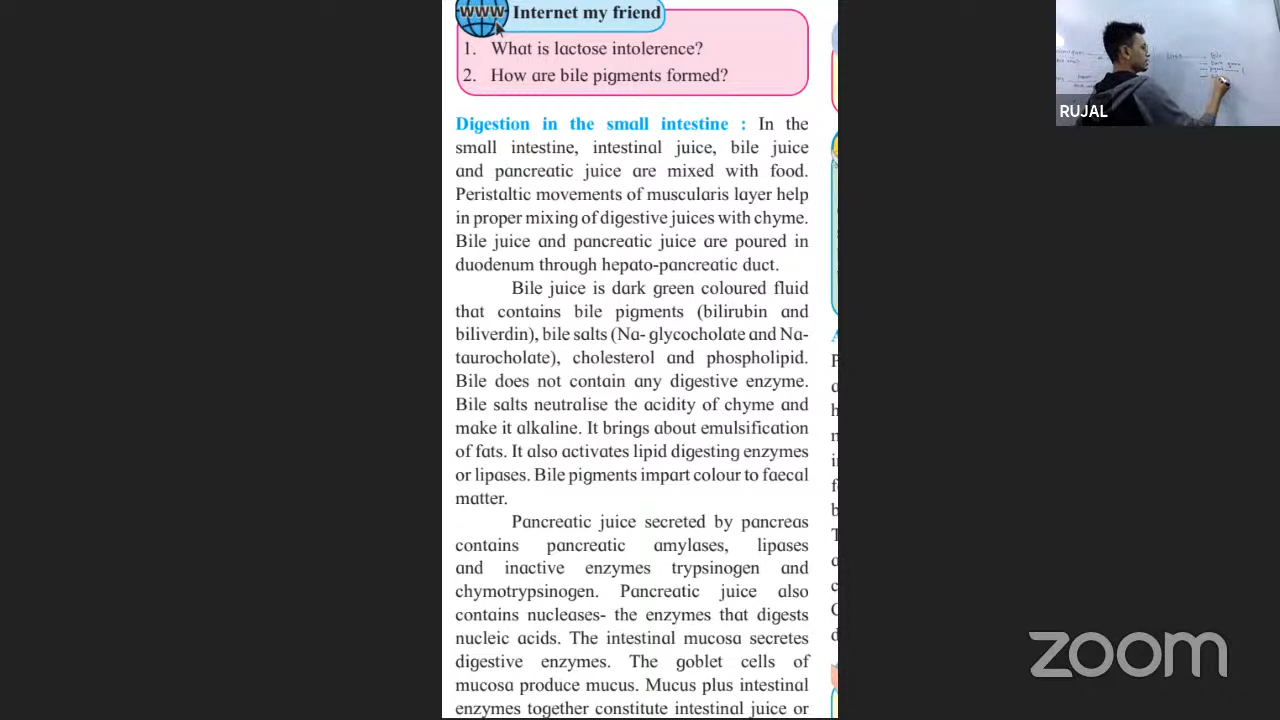 WWW Internet my friend
1. What is lactose intolerence?
2. How are bile pigments formed?
Digestion in the small intestine : In the
small intestine, intestinal juice, bile juice
and pancreatic juice are mixed with food.
Peristaltic movements of muscularis layer help
in proper mixing of digestive juices with chyme.
Bile juice and pancreatic juice are poured in
duodenum through hepato-pancreatic duct.
Bile juice is dark green coloured fluid
that contains bile pigments (bilirubin and
biliverdin), bile salts (Na- glycocholate and Na-
taurocholate), cholesterol and phospholipid.
Bile does not contain any digestive enzyme.
Bile salts neutralise the acidity of chyme and
make it alkaline. It brings about emulsification
of fats. It also activates lipid digesting enzymes
or lipases. Bile pigments impart colour to faecal
matter.
Pancreatic juice secreted by pancreas
contains pancreatic amylases, lipases
and inactive enzymes trypsinogen and
chymotrypsinogen. Pancreatic juice also
contains nucleases- the enzymes that digests
nucleic acids. The intestinal mucosa secretes
digestive enzymes. The goblet cells of
mucosa produce mucus. Mucus plus intestinal
enzymes together constitute intestinal juice or
RUJAL
zoom